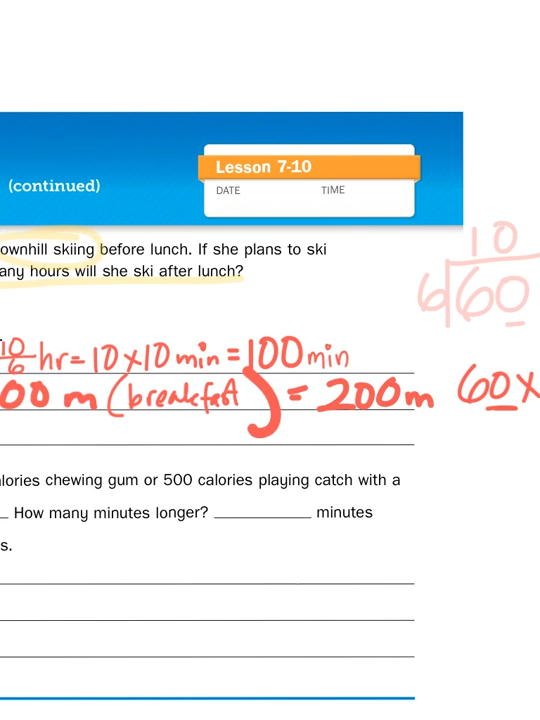 Lesson 7-10
(continued)
DATE TIME
ownhill skiing before lunch. If she plans to ski
any hours will she ski after lunch?
10
6 60
10/6 hr = 10 x 10 min = 100 min
00 m (breakfast) = 200m 60 x
alories chewing gum or 500 calories playing catch with a
_ How many minutes longer? ____________ minutes
s.